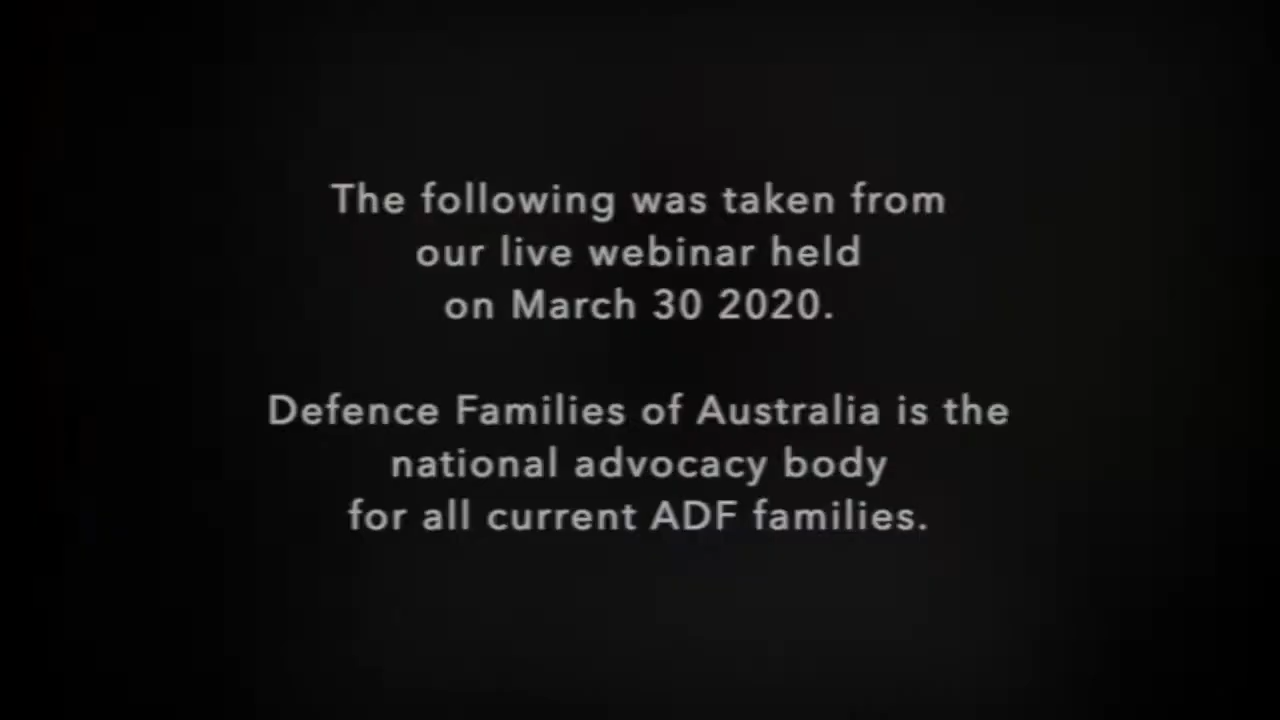 The following was taken from
our live webinar held
on March 30 2020.
Defence Families of Australia is the
national advocacy body
for all current ADF families.